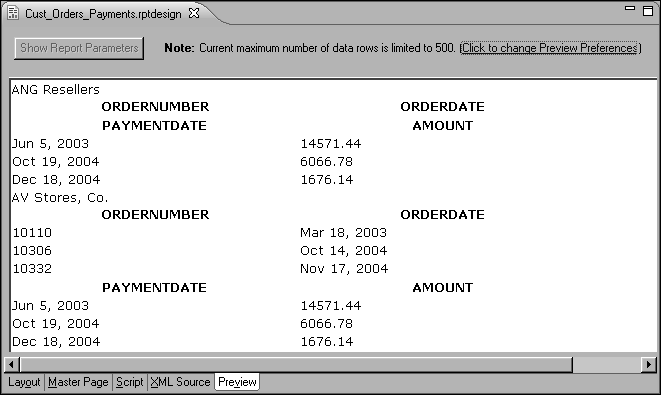 Cust_Orders_Payments.rptdesign
Show Report Parameters Note: Current maximum number of data rows is limited to 500. (Click to change Preview Preferences)
ANG Resellers
ORDERNUMBER ORDERDATE
PAYMENTDATE AMOUNT
Jun 5, 2003 14571.44
Oct 19, 2004 6066.78
Dec 18, 2004 1676.14
AV Stores, Co.
ORDERNUMBER ORDERDATE
10110 Mar 18, 2003
10306 Oct 14, 2004
10332 Nov 17, 2004
PAYMENTDATE AMOUNT
Jun 5, 2003 14571.44
Oct 19, 2004 6066.78
Dec 18, 2004 1676.14
Layout Master Page Script XML Source Preview